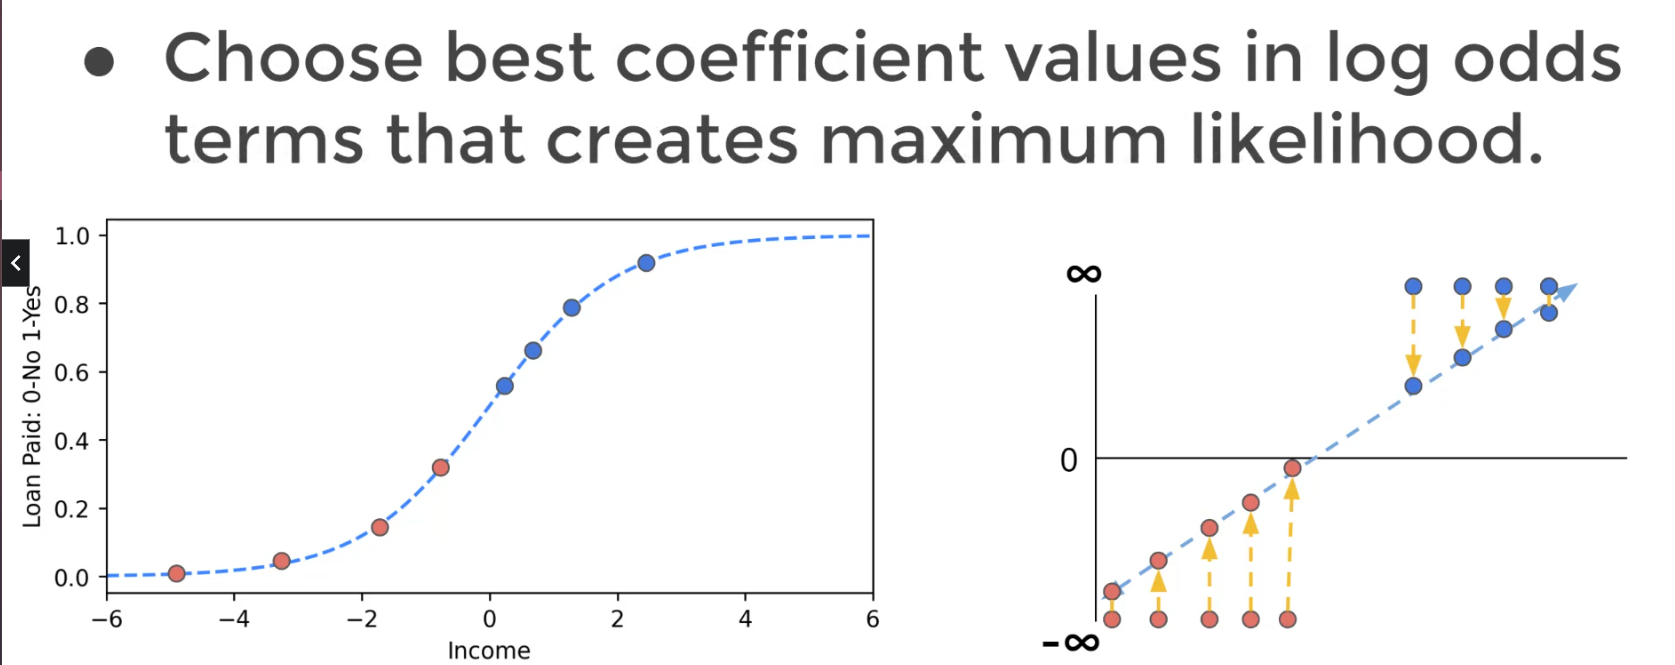 ● Choose best coefficient values in log odds
terms that creates maximum likelihood.
Loan Paid: 0-No 1-Yes
1.0
0.8
0.6
0.4
0.2
0.0
−6 −4 −2 0 2 4 6
Income
∞
0
-∞